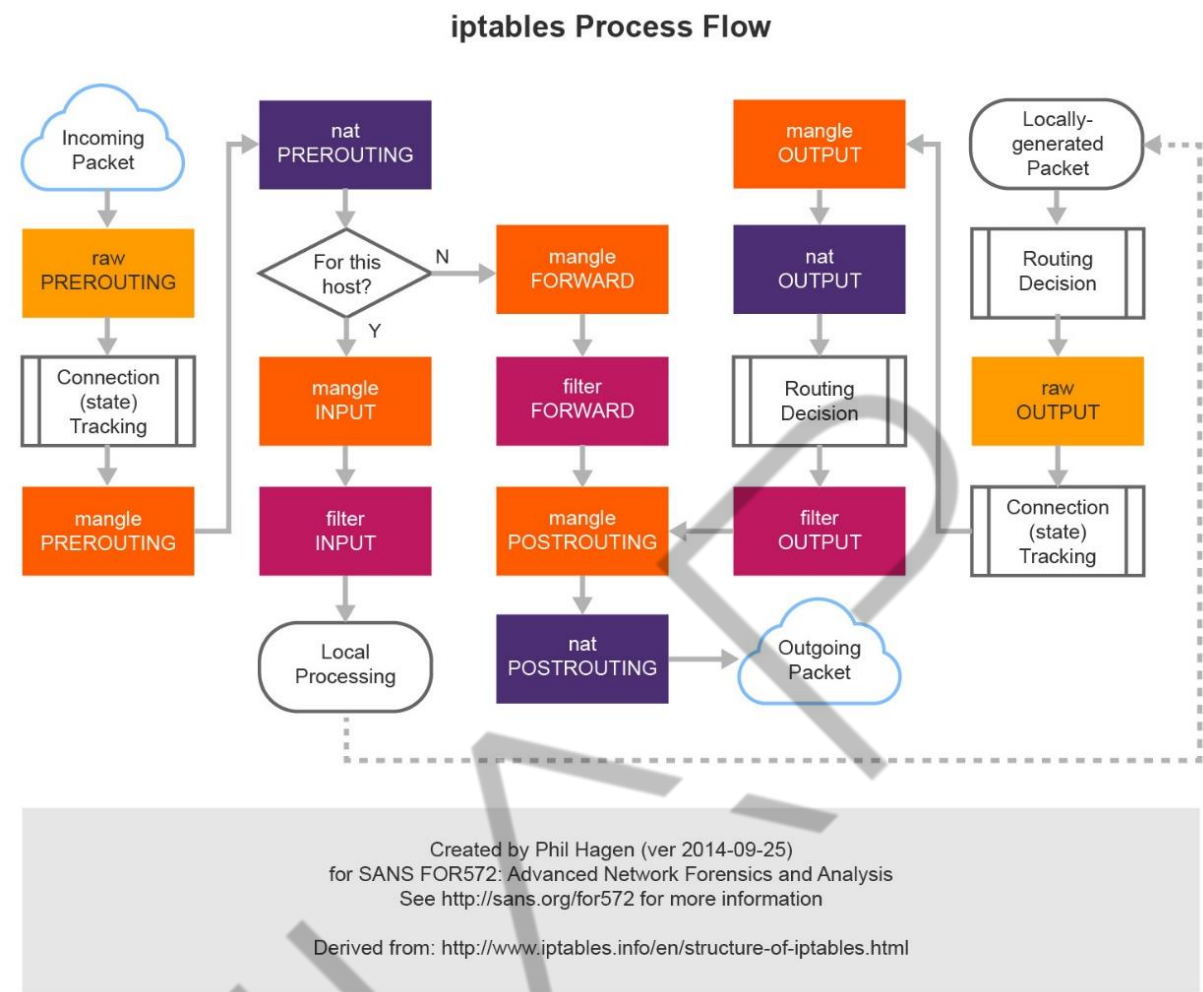 iptables Process Flow
Incoming
Packet
raw
PREROUTING
Connection
(state)
Tracking
mangle
PREROUTING
nat
PREROUTING
For this
host?
N
Y
mangle
INPUT
filter
INPUT
Local
Processing
mangle
FORWARD
filter
FORWARD
mangle
POSTROUTING
nat
POSTROUTING
mangle
OUTPUT
nat
OUTPUT
Routing
Decision
filter
OUTPUT
Outgoing
Packet
Locally-
generated
Packet
Routing
Decision
raw
OUTPUT
Connection
(state)
Tracking
Created by Phil Hagen (ver 2014-09-25)
for SANS FOR572: Advanced Network Forensics and Analysis
See http://sans.org/for572 for more information
Derived from: http://www.iptables.info/en/structure-of-iptables.html